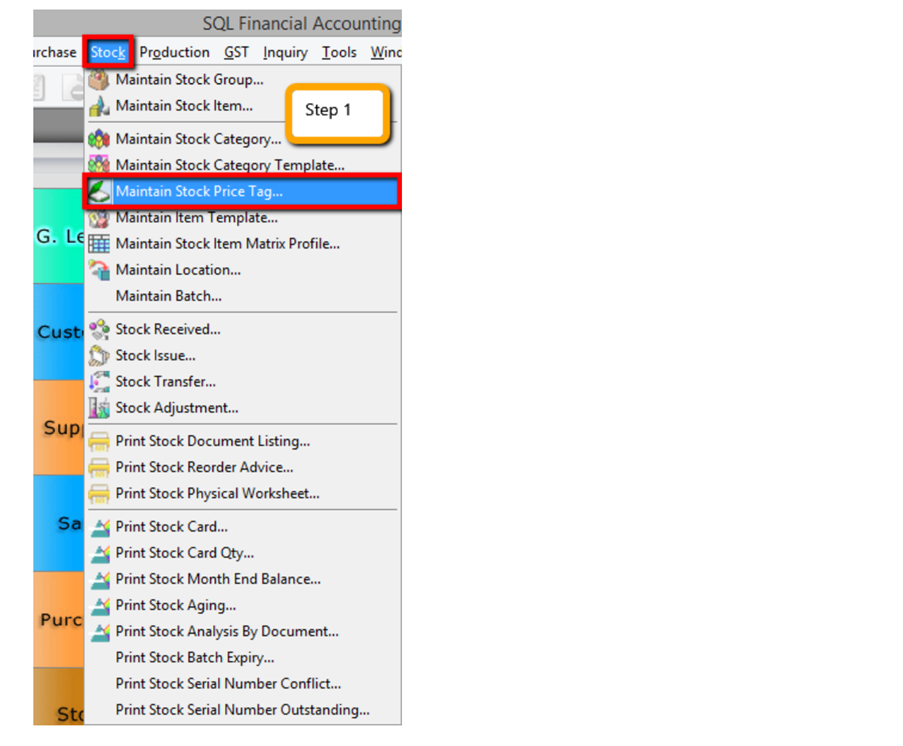 SQL Financial Accounting
Stock Production GST Inquiry Tools
Maintain Stock Group...
Maintain Stock Item...
Step 1
Maintain Stock Category...
Maintain Stock Category Template...
Maintain Stock Price Tag...
Maintain Item Template...
G. Le
Maintain Stock Item Matrix Profile...
Maintain Location...
Maintain Batch...
Stock Received...
Cust
Stock Issue...
Stock Transfer...
Stock Adjustment...
Supp
Print Stock Document Listing...
Print Stock Reorder Advice...
Print Stock Physical Worksheet...
Sa
Print Stock Card...
Print Stock Card Qty...
Print Stock Month End Balance...
Print Stock Aging...
Purc
Print Stock Analysis By Document...
Print Stock Batch Expiry...
Print Stock Serial Number Conflict...
Print Stock Serial Number Outstanding...